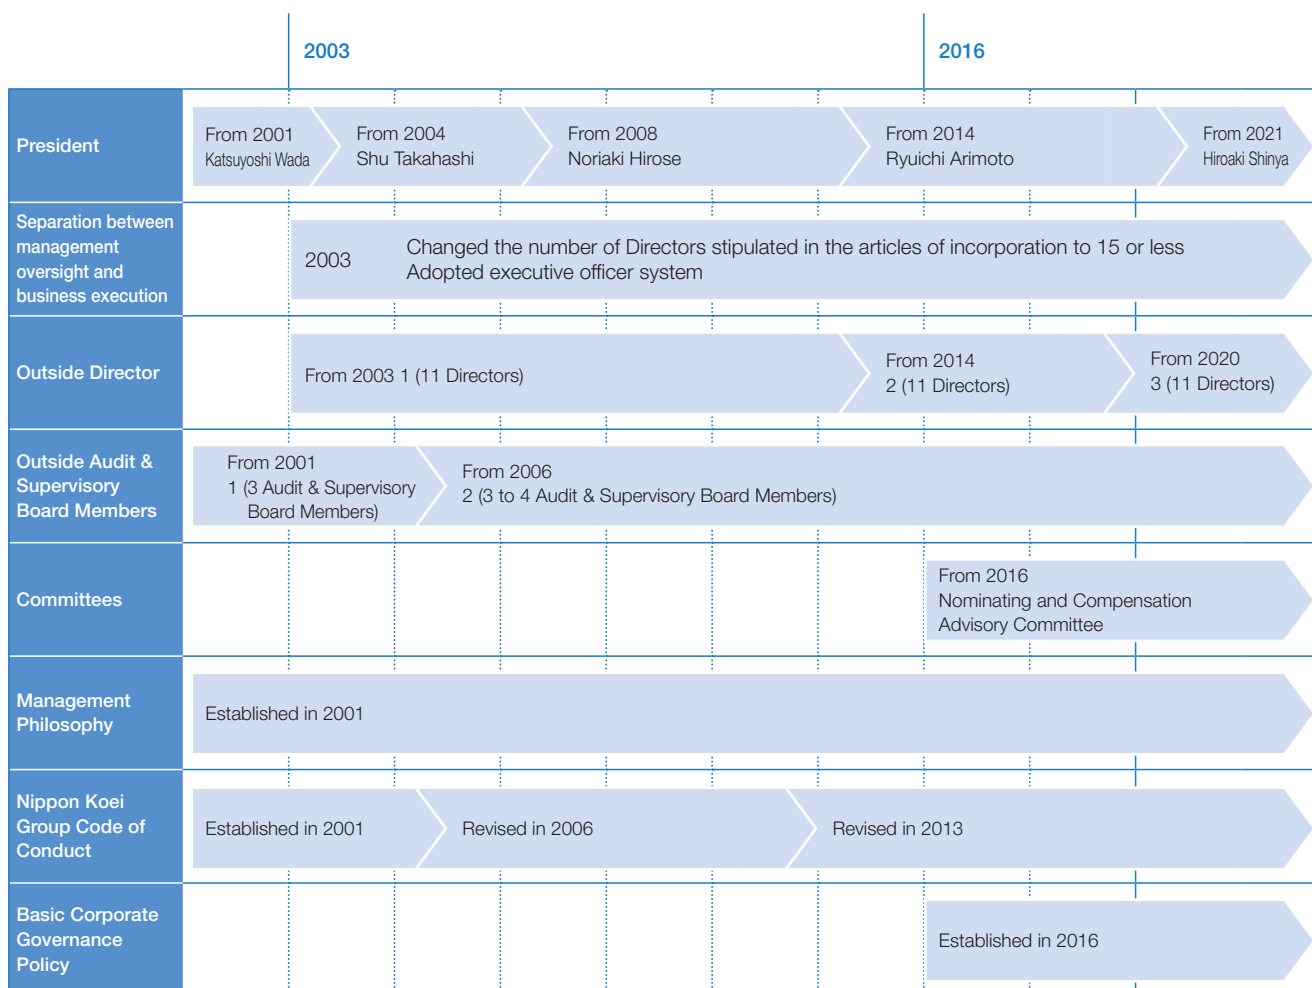 2003
2016
President
From 2001
Katsuyoshi Wada
From 2004
Shu Takahashi
From 2008
Noriaki Hirose
From 2014
Ryuichi Arimoto
From 2021
Hiroaki Shinya
Separation between
management
oversight and
business execution
2003
Changed the number of Directors stipulated in the articles of incorporation to 15 or less
Adopted executive officer system
Outside Director
From 2003 1 (11 Directors)
From 2014
2 (11 Directors)
From 2020
3 (11 Directors)
Outside Audit &
Supervisory
Board Members
From 2001
1 (3 Audit & Supervisory
Board Members)
From 2006
2 (3 to 4 Audit & Supervisory Board Members)
Committees
From 2016
Nominating and Compensation
Advisory Committee
Management
Philosophy
Established in 2001
Nippon Koei
Group Code of
Conduct
Established in 2001
Revised in 2006
Revised in 2013
Basic Corporate
Governance
Policy
Established in 2016